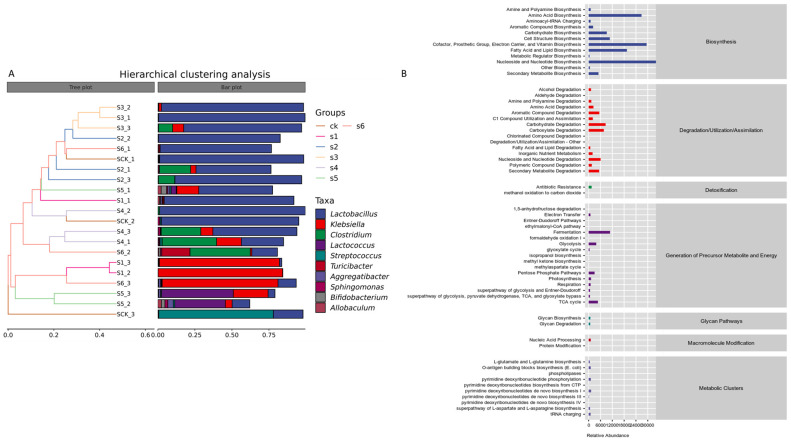 A
Hierarchical clustering analysis
Tree plot
Bar plot
S3_2
S3_1
S3_3
S2_2
S6_1
SCK_1
S2_1
S2_3
S5_1
S1_1
S4_2
SCK_2
S4_3
S4_1
S6_2
S1_3
S1_2
S6_3
S5_3
S5_2
SCK_3
0.0 0.2 0.4 0.6 0.00 0.25 0.50 0.75
Groups
ck
s6
s1
s2
s3
s4
s5
Taxa
Lactobacillus
Klebsiella
Clostridium
Lactococcus
Streptococcus
Turicibacter
Aggregatibacter
Sphingomonas
Bifidobacterium
Allobaculum
B
Amine and Polyamine Biosynthesis
Amino Acid Biosynthesis
Aminoacyl-tRNA Charging
Aromatic Compound Biosynthesis
Carbohydrate Biosynthesis
Cell Structure Biosynthesis
Cofactor, Prosthetic Group, Electron Carrier, and Vitamin Biosynthesis
Fatty Acid and Lipid Biosynthesis
Metabolic Regulator Biosynthesis
Nucleoside and Nucleotide Biosynthesis
Other Biosynthesis
Secondary Metabolite Biosynthesis
Biosynthesis
Alcohol Degradation
Aldehyde Degradation
Amine and Polyamine Degradation
Amino Acid Degradation
Aromatic Compound Degradation
C1 Compound Utilization and Assimilation
Carbohydrate Degradation
Carboxylate Degradation
Chlorinated Compound Degradation
Degradation/Utilization/Assimilation - Other
Fatty Acid and Lipid Degradation
Inorganic Nutrient Metabolism
Nucleoside and Nucleotide Degradation
Polymeric Compound Degradation
Secondary Metabolite Degradation
Degradation/Utilization/Assimilation
Antibiotic Resistance
methanol oxidation to carbon dioxide
Detoxification
1,5-anhydrofructose degradation
Electron Transfer
Entner-Duodoroff Pathways
ethylmalonyl-CoA pathway
Fermentation
formaldehyde oxidation I
Glycolysis
glyoxylate cycle
isopropanol biosynthesis
methyl ketone biosynthesis
methylaspartate cycle
Pentose Phosphate Pathways
Photosynthesis
Respiration
superpathway of glycolysis and Entner-Doudoroff
superpathway of glycolysis, pyruvate dehydrogenase, TCA, and glyoxylate bypass
TCA cycle
Generation of Precursor Metabolite and Energy
Glycan Biosynthesis
Glycan Degradation
Glycan Pathways
Nucleic Acid Processing
Protein Modification
Macromolecule Modification
L-glutamate and L-glutamine biosynthesis
O-antigen building blocks biosynthesis (E. coli)
phospholipases
pyrimidine deoxyribonucleotide phosphorylation
pyrimidine deoxyribonucleotides biosynthesis from CTP
pyrimidine deoxyribonucleotides de novo biosynthesis I
pyrimidine deoxyribonucleotides de novo biosynthesis III
pyrimidine deoxyribonucleotides de novo biosynthesis IV
superpathway of L-aspartate and L-asparagine biosynthesis
tRNA charging
Metabolic Clusters
0 6000 12000 18000 24000 30000
Relative Abundance